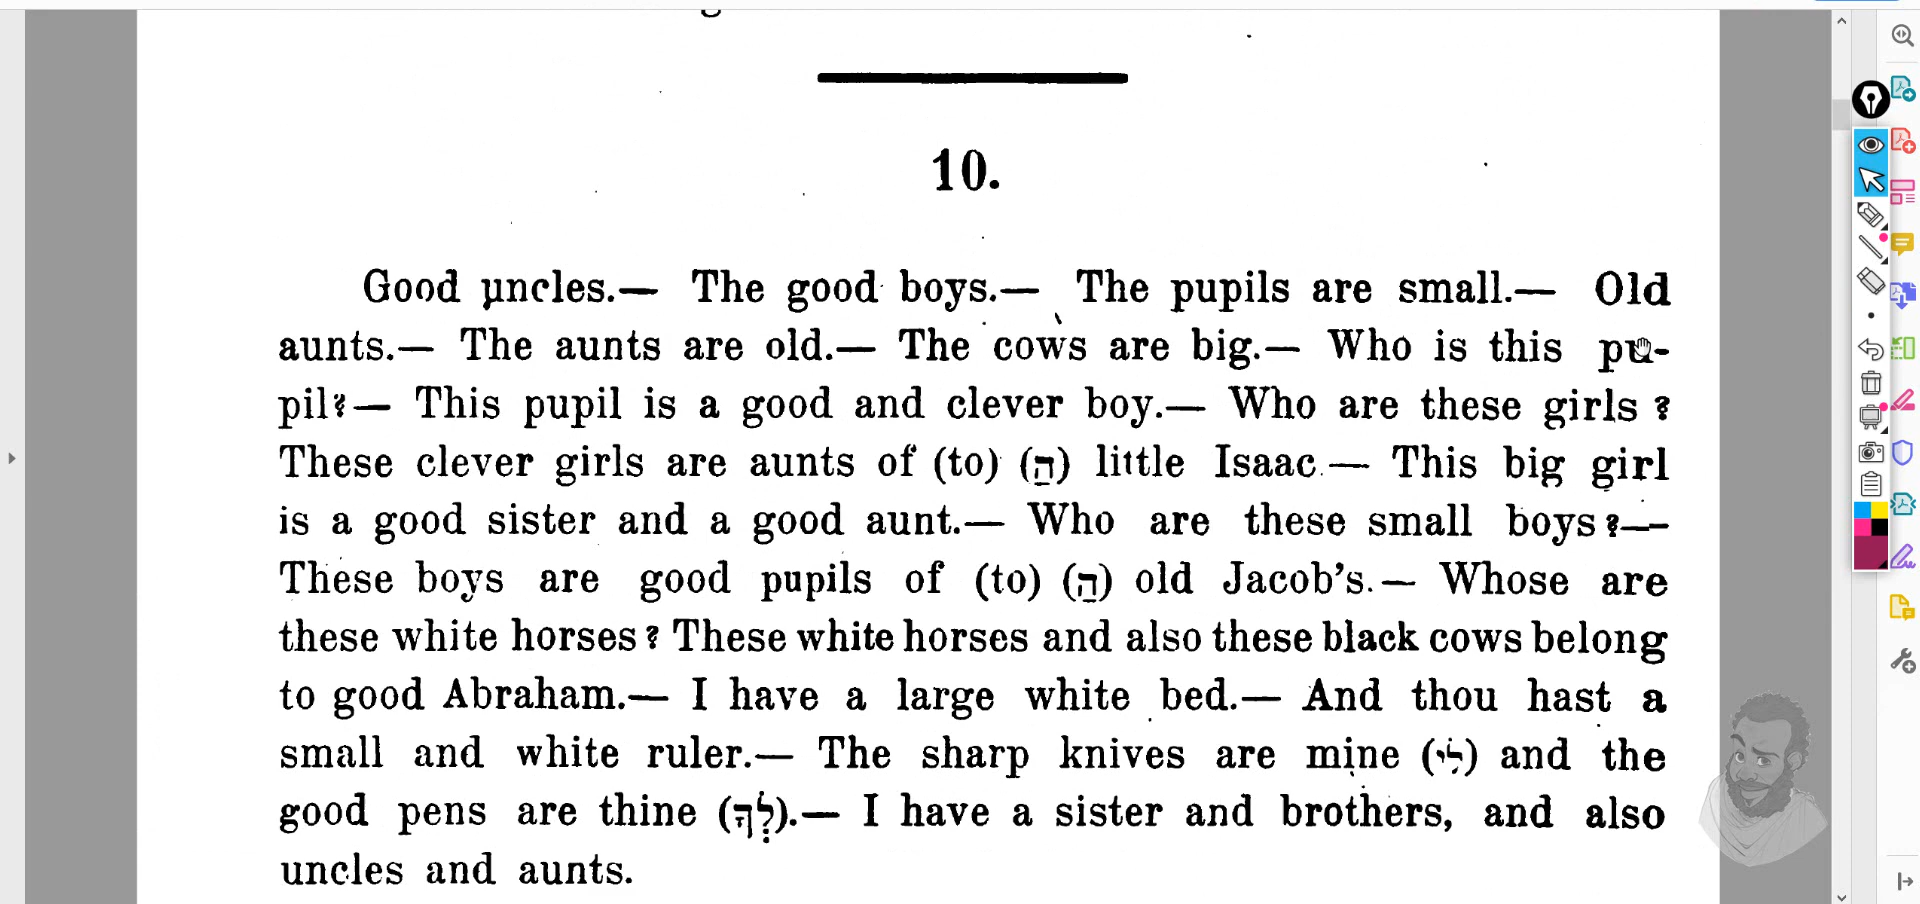 10.
Good uncles.— The good boys.— The pupils are small.— Old
aunts.— The aunts are old.— The cows are big.— Who is this pu-
pil?— This pupil is a good and clever boy.— Who are these girls ?
These clever girls are aunts of (to) (הַ) little Isaac.— This big girl
is a good sister and a good aunt.— Who are these small boys?—
These boys are good pupils of (to) (הַ) old Jacob's.— Whose are
these white horses? These white horses and also these black cows belong
to good Abraham.— I have a large white bed.— And thou hast a
small and white ruler.— The sharp knives are mine (לִי) and the
good pens are thine (לְךָ).— I have a sister and brothers, and also
uncles and aunts.